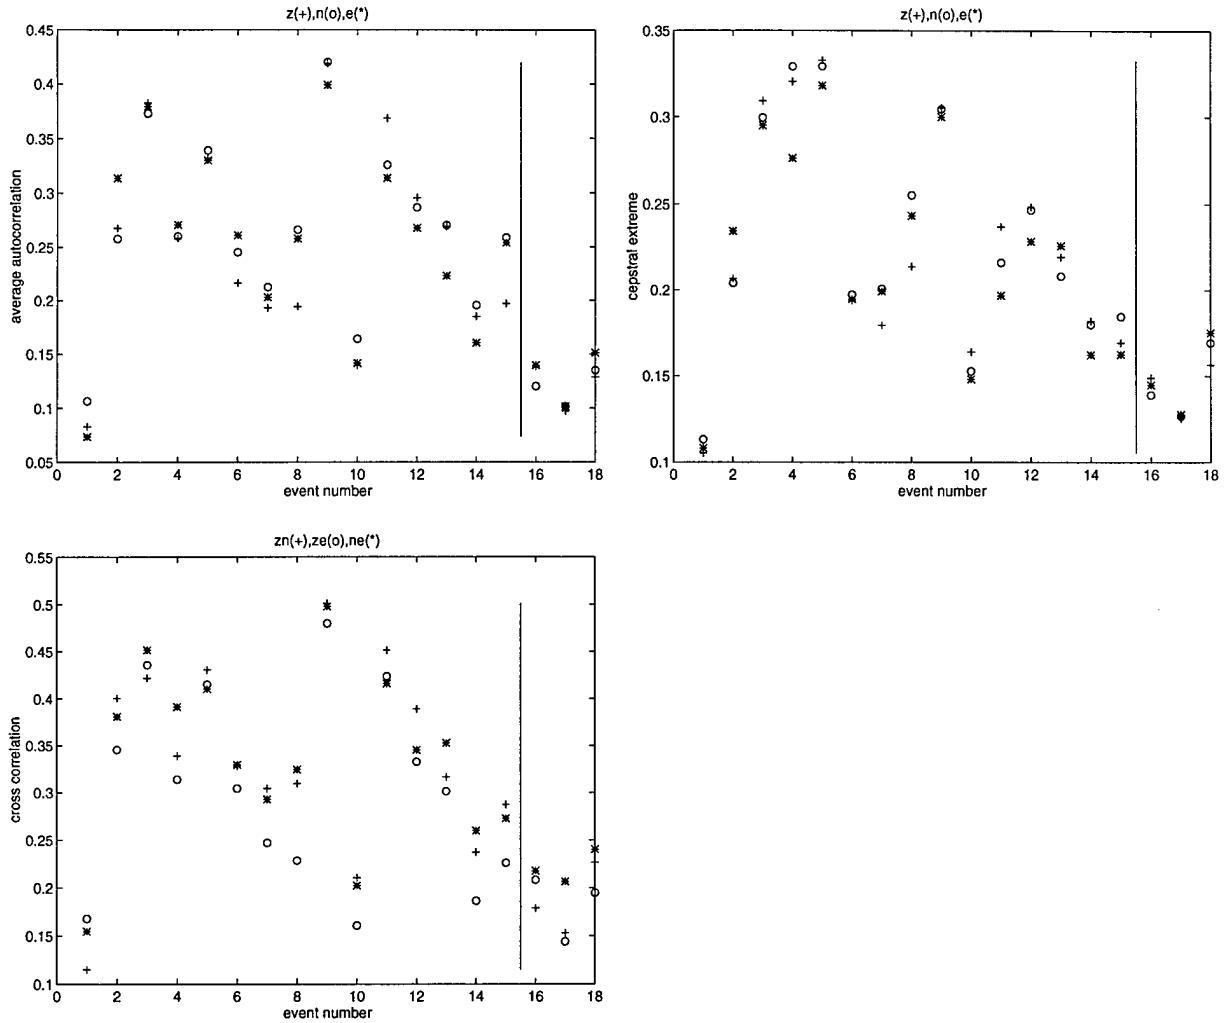 z(+),n(o),e(*)
0.45
0.4
0.35
0.3
0.25
0.2
0.15
0.1
0.05
average autocorrelation
0 2 4 6 8 10 12 14 16 18
event number
z(+),n(o),e(*)
0.35
0.3
0.25
0.2
0.15
0.1
cepstral extreme
0 2 4 6 8 10 12 14 16 18
event number
zn(+),ze(o),ne(*)
0.55
0.5
0.45
0.4
0.35
0.3
0.25
0.2
0.15
0.1
cross correlation
0 2 4 6 8 10 12 14 16 18
event number